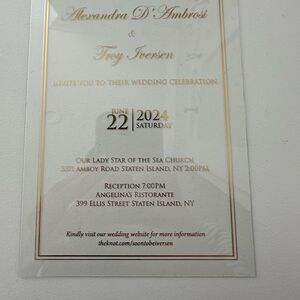 Alexandra D'Ambrosi
&
Troy Iversen
INVITE YOU TO THEIR WEDDING CELEBRATION
JUNE
22
2024
SATURDAY
OUR LADY STAR OF THE SEA CHURCH
5371 AMBOY ROAD STATEN ISLAND, NY 2:00PM
RECEPTION 7:00PM
ANGELINA'S RISTORANTE
399 ELLIS STREET STATEN ISLAND, NY
Kindly visit our wedding website for more information
theknot.com/soontobeiversen